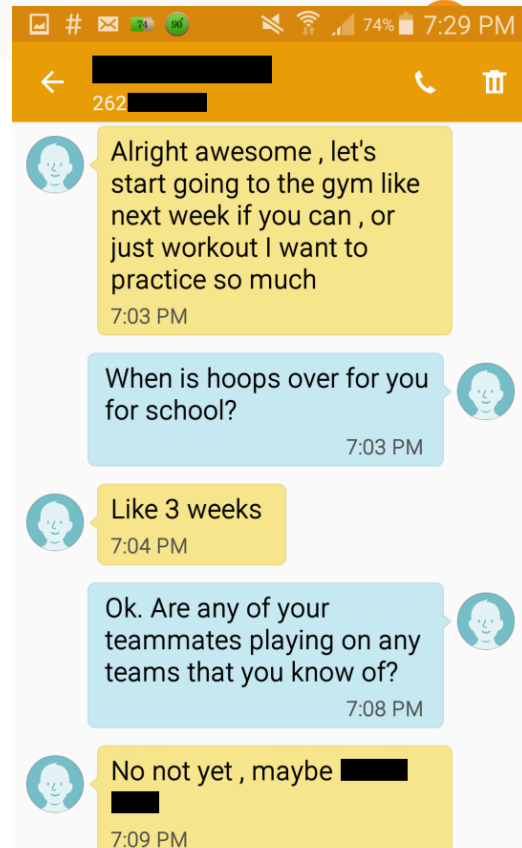 # 74 90° 74% 7:29 PM
262
Alright awesome , let's
start going to the gym like
next week if you can , or
just workout I want to
practice so much
7:03 PM
When is hoops over for you
for school?
7:03 PM
Like 3 weeks
7:04 PM
Ok. Are any of your
teammates playing on any
teams that you know of?
7:08 PM
No not yet , maybe
7:09 PM